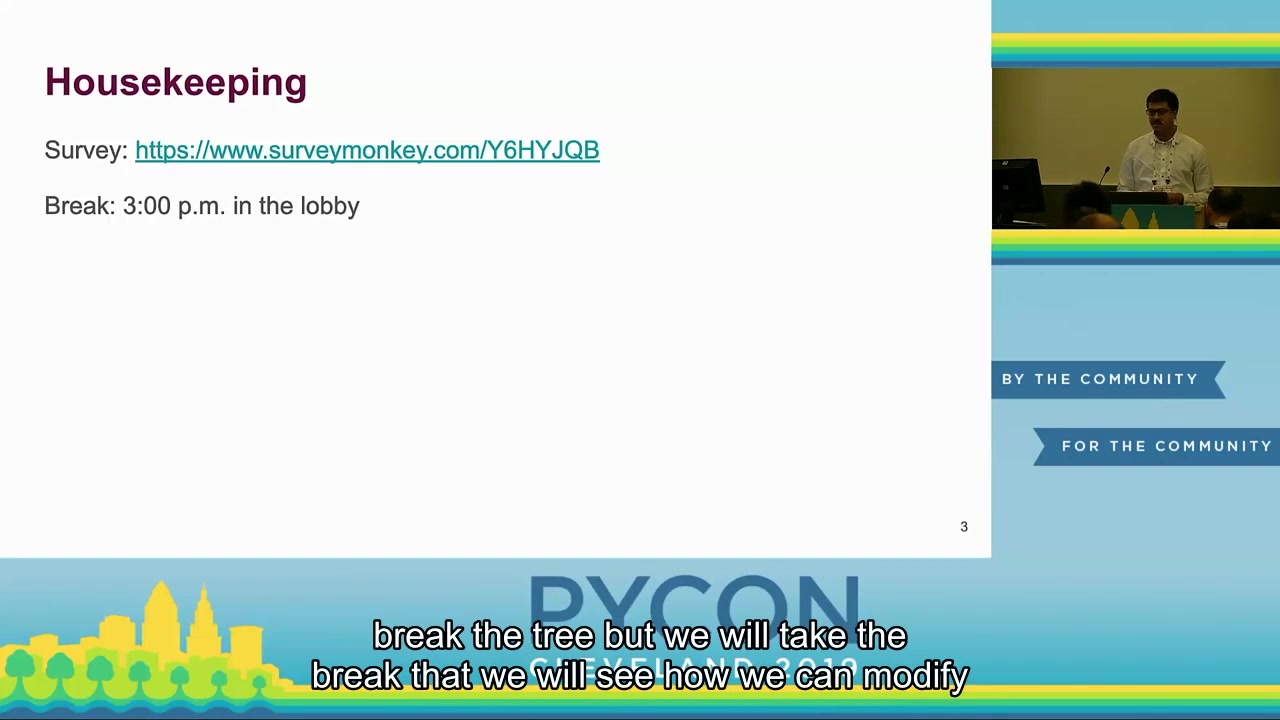 Housekeeping
Survey: https://www.surveymonkey.com/Y6HYJQB
Break: 3:00 p.m. in the lobby
3
BY THE COMMUNITY
FOR THE COMMUNITY
PYCON
CLEVELAND 2019
break the tree but we will take the
break that we will see how we can modify